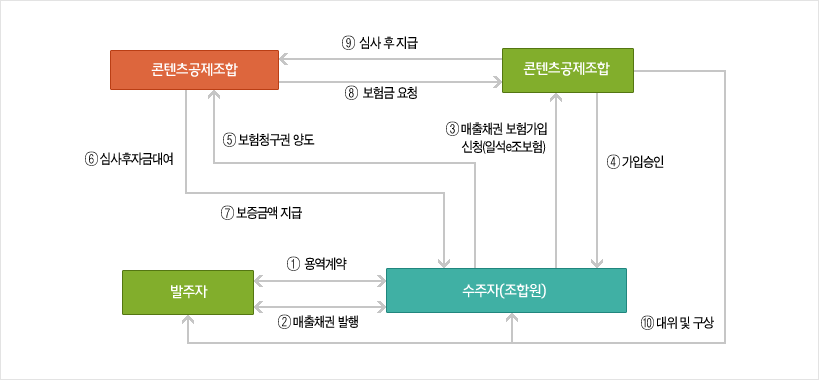 ⑨ 심사 후 지급
콘텐츠공제조합
콘텐츠공제조합
⑧ 보험금 요청
③ 매출채권 보험가입
신청(일석e조보험)
⑤ 보험청구권 양도
⑥ 심사후자금대여
④ 가입승인
⑦ 보증금액 지급
① 용역계약
발주자
수주자(조합원)
② 매출채권 발행
⑩ 대위 및 구상